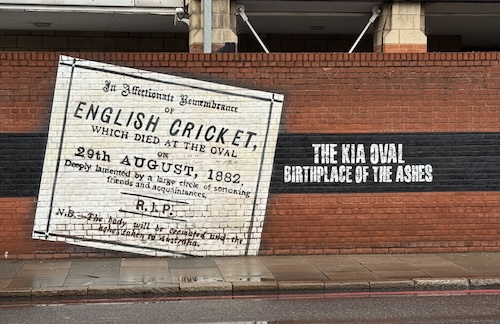 In Affectionate Remembrance
OF
ENGLISH CRICKET,
WHICH DIED AT THE OVAL
ON
29th AUGUST, 1882.
Deeply lamented by a large circle of sorrowing
friends and acquaintances.
R.I.P.
N.B.—The body will be cremated and the
ashes taken to Australia.
THE KIA OVAL
BIRTHPLACE OF THE ASHES